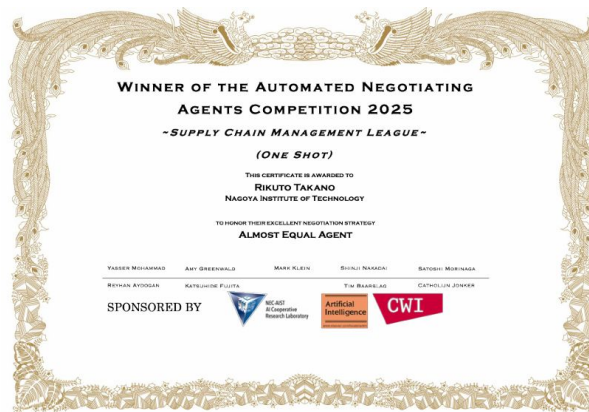 WINNER OF THE AUTOMATED NEGOTIATING
AGENTS COMPETITION 2025
~SUPPLY CHAIN MANAGEMENT LEAGUE~
(ONE SHOT)
THIS CERTIFICATE IS AWARDED TO
RIKUTO TAKANO
NAGOYA INSTITUTE OF TECHNOLOGY
TO HONOR THEIR EXCELLENT NEGOTIATION STRATEGY
ALMOST EQUAL AGENT
YASSER MOHAMMAD AMY GREENWALD MARK KLEIN SHINJI NAKADAI SATOSHI MORINAGA
REYHAN AYDOGAN KATSUHIDE FUJITA TIM BAARSLAG CATHOLIJN JONKER
SPONSORED BY
NEC-AIST
AI Cooperative
Research Laboratory
Artificial
Intelligence
CWI